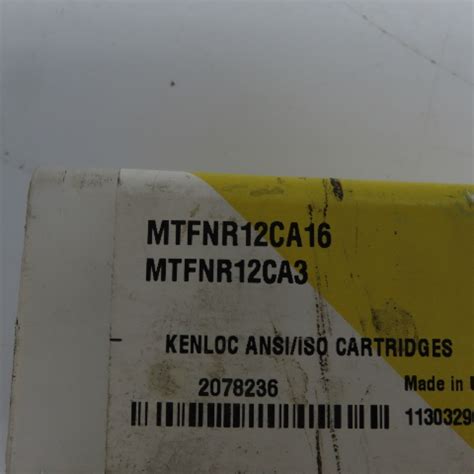 MTFNR12CA16
MTFNR12CA3
KENLOC ANSI/ISO CARTRIDGES
2078236
Made in